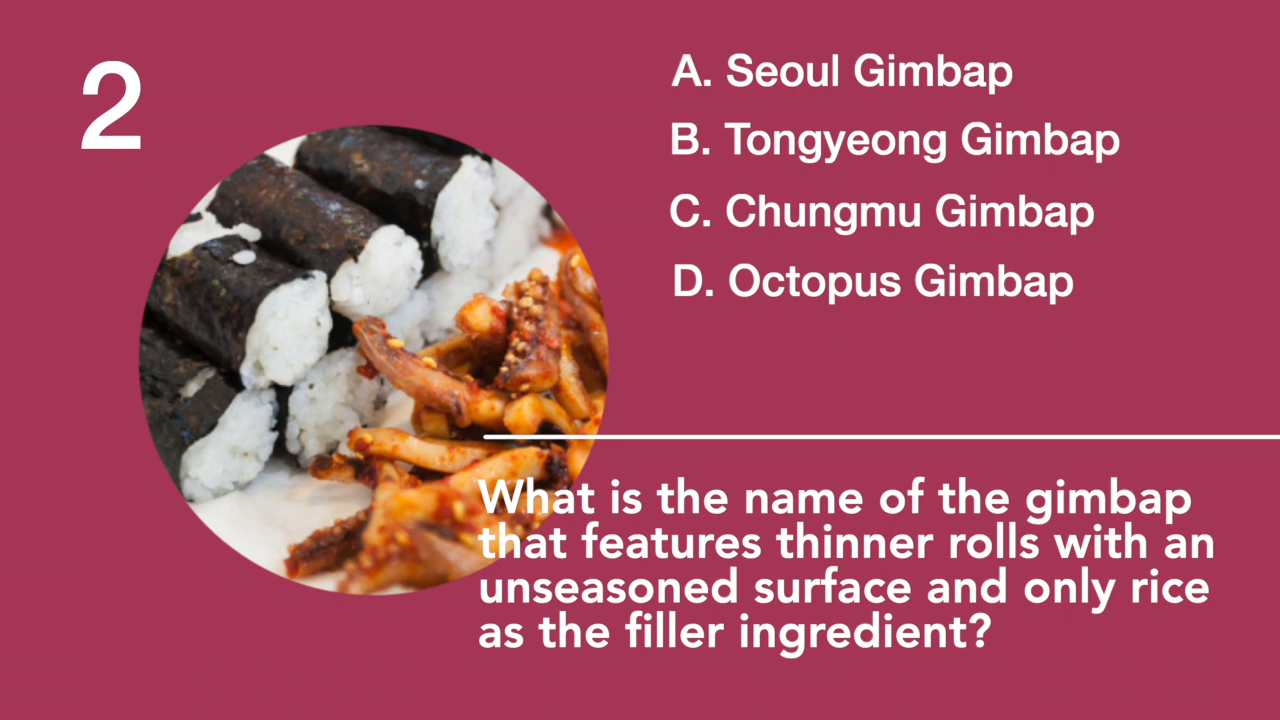 2
A. Seoul Gimbap
B. Tongyeong Gimbap
C. Chungmu Gimbap
D. Octopus Gimbap
What is the name of the gimbap
that features thinner rolls with an
unseasoned surface and only rice
as the filler ingredient?